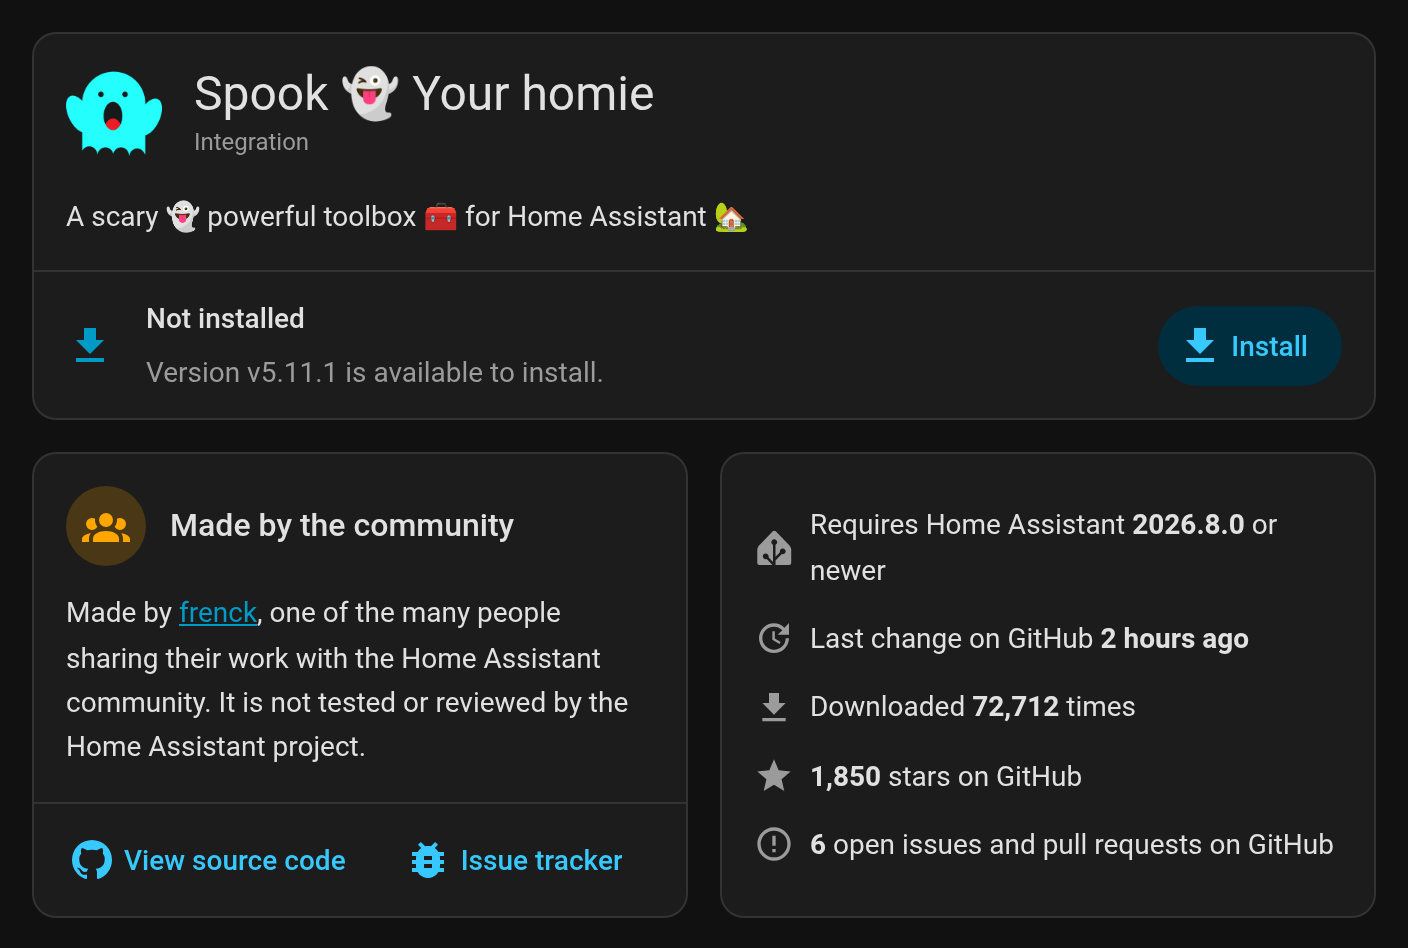 Spook 👻 Your homie
Integration
A scary 👻 powerful toolbox 🧰 for Home Assistant 🏡
Not installed
Version v5.11.1 is available to install.
Install
Made by the community
Made by frenck, one of the many people
sharing their work with the Home Assistant
community. It is not tested or reviewed by the
Home Assistant project.
View source code
Issue tracker
Requires Home Assistant 2026.8.0 or
newer
Last change on GitHub 2 hours ago
Downloaded 72,712 times
1,850 stars on GitHub
6 open issues and pull requests on GitHub